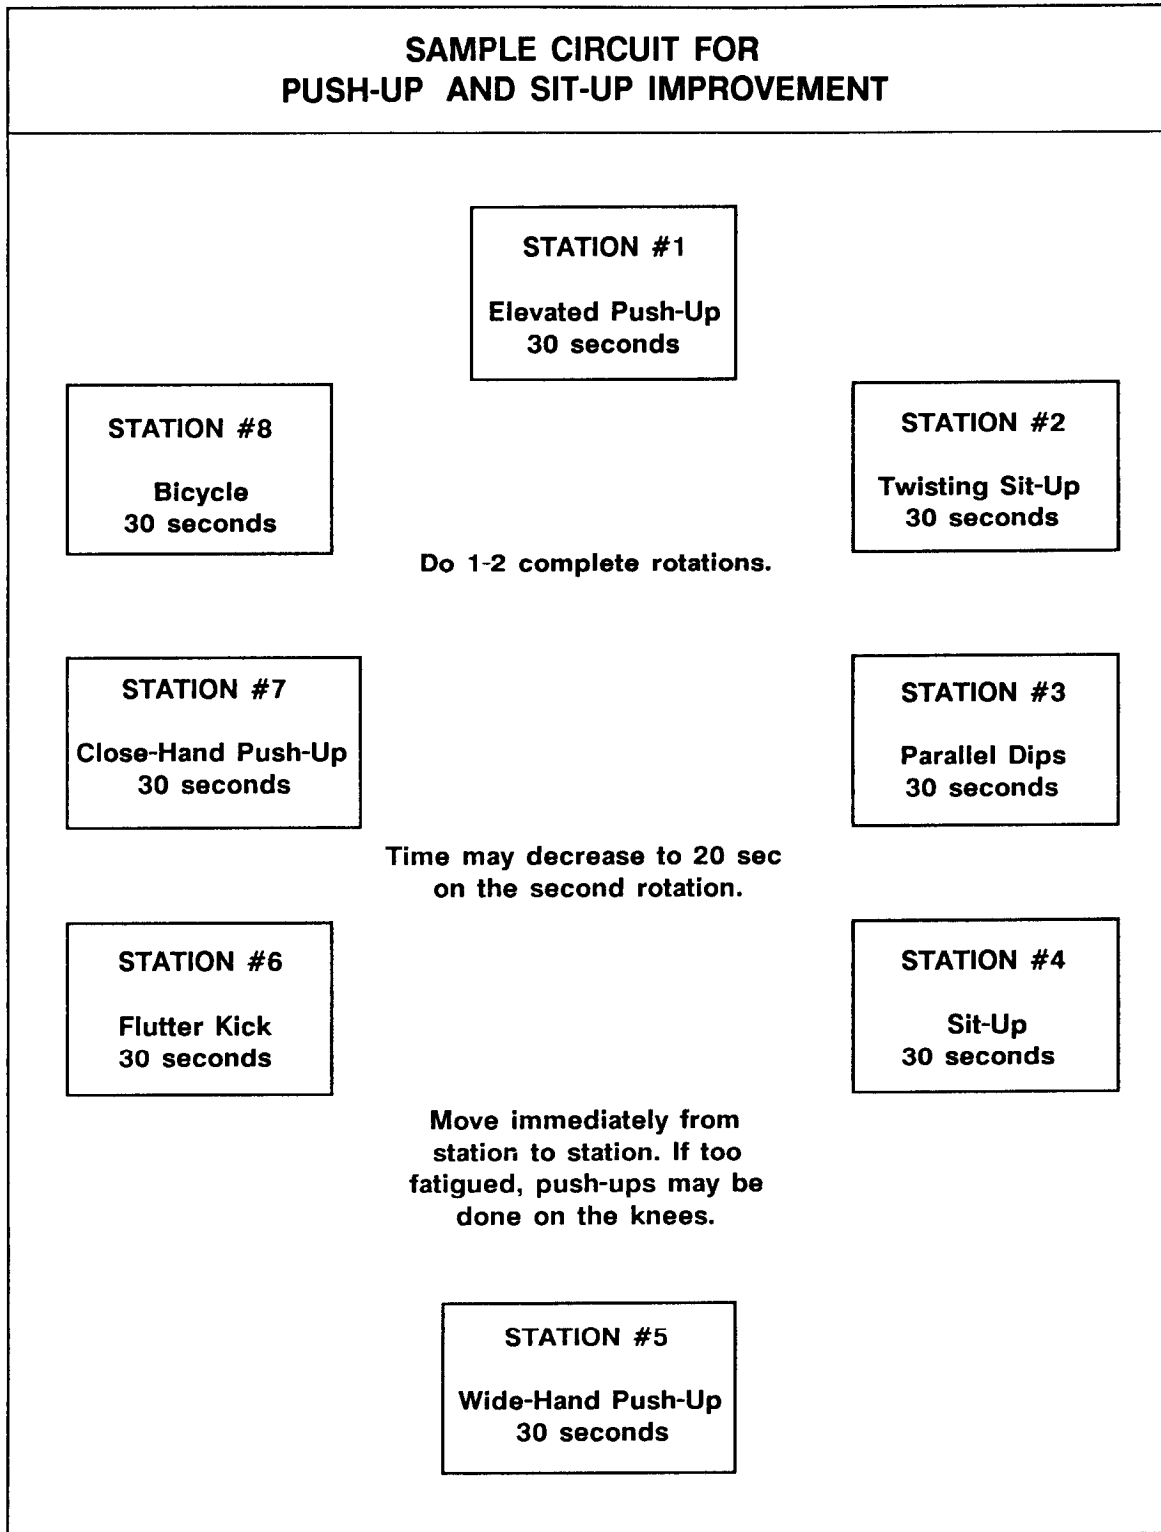 SAMPLE CIRCUIT FOR
PUSH-UP AND SIT-UP IMPROVEMENT
STATION #1
Elevated Push-Up
30 seconds
STATION #8
Bicycle
30 seconds
STATION #2
Twisting Sit-Up
30 seconds
Do 1-2 complete rotations.
STATION #7
Close-Hand Push-Up
30 seconds
STATION #3
Parallel Dips
30 seconds
Time may decrease to 20 sec
on the second rotation.
STATION #6
Flutter Kick
30 seconds
STATION #4
Sit-Up
30 seconds
Move immediately from
station to station. If too
fatigued, push-ups may be
done on the knees.
STATION #5
Wide-Hand Push-Up
30 seconds